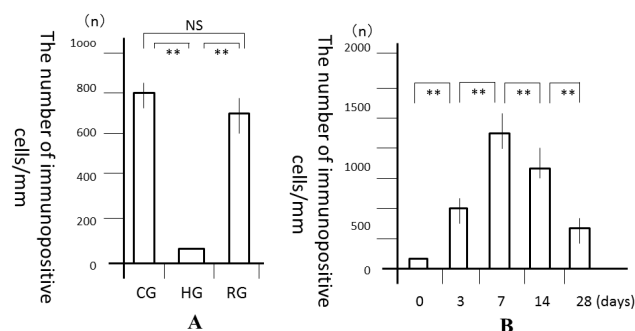 (n)
NS
1000
**
**
800
600
400
200
0
CG
HG
RG
The number of immunopositive
cells/mm
A
(n)
2000
1500
1000
500
0
**
**
**
**
0
3
7
14
28 (days)
The number of immunopositive
cells/mm
B